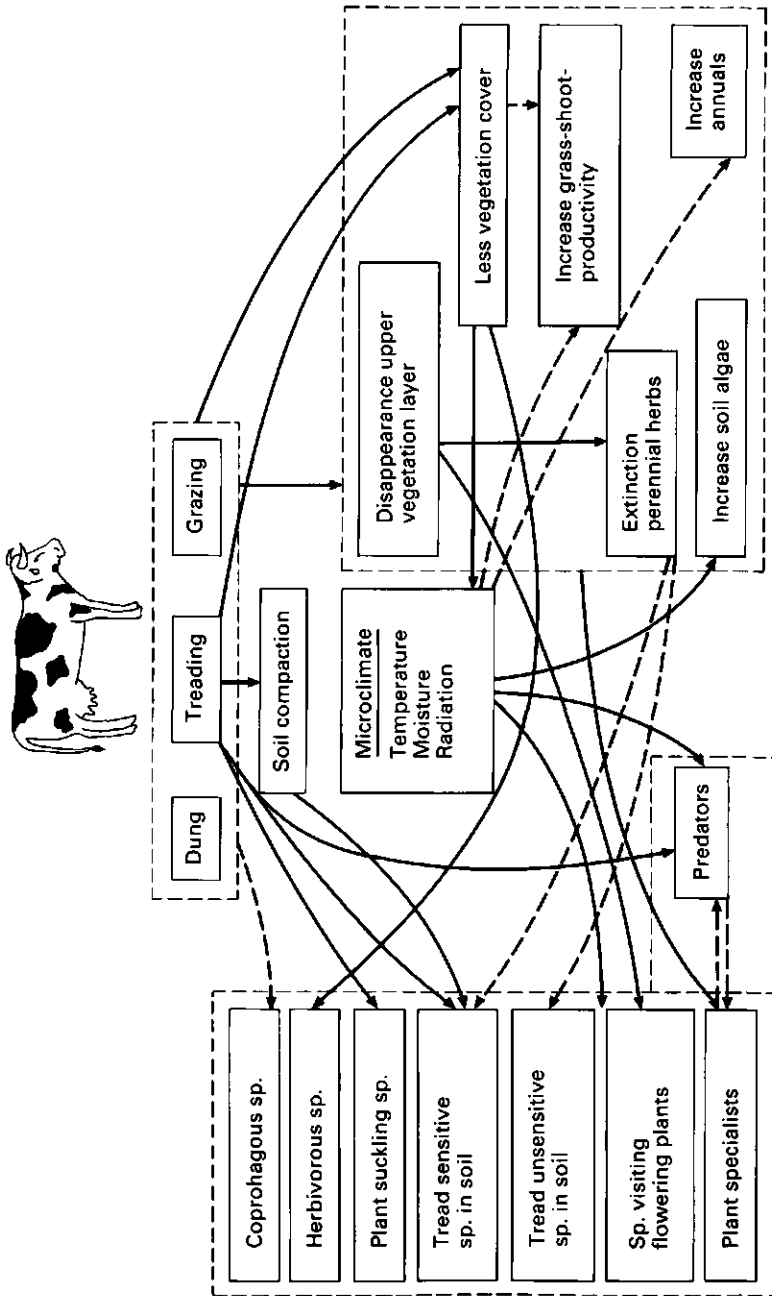 Dung
Treading
Grazing
Soil compaction
Microclimate
Temperature
Moisture
Radiation
Disappearance upper
vegetation layer
Less vegetation cover
Increase grass-shoot-
productivity
Extinction
perennial herbs
Increase soil algae
Increase
annuals
Coprohagous sp.
Herbivorous sp.
Plant suckling sp.
Tread sensitive
sp. in soil
Tread unsensitive
sp. in soil
Sp. visiting
flowering plants
Plant specialists
Predators